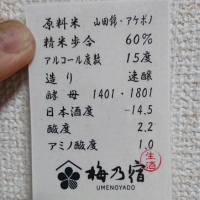 原料米 山田錦・アケボノ
精米歩合 60%
アルコール度数 15度
造り 速醸
酵母 1401・1801
日本酒度 -14.5
酸度 2.2
アミノ酸度 1.0
生酒
梅乃宿
UMENOYADO